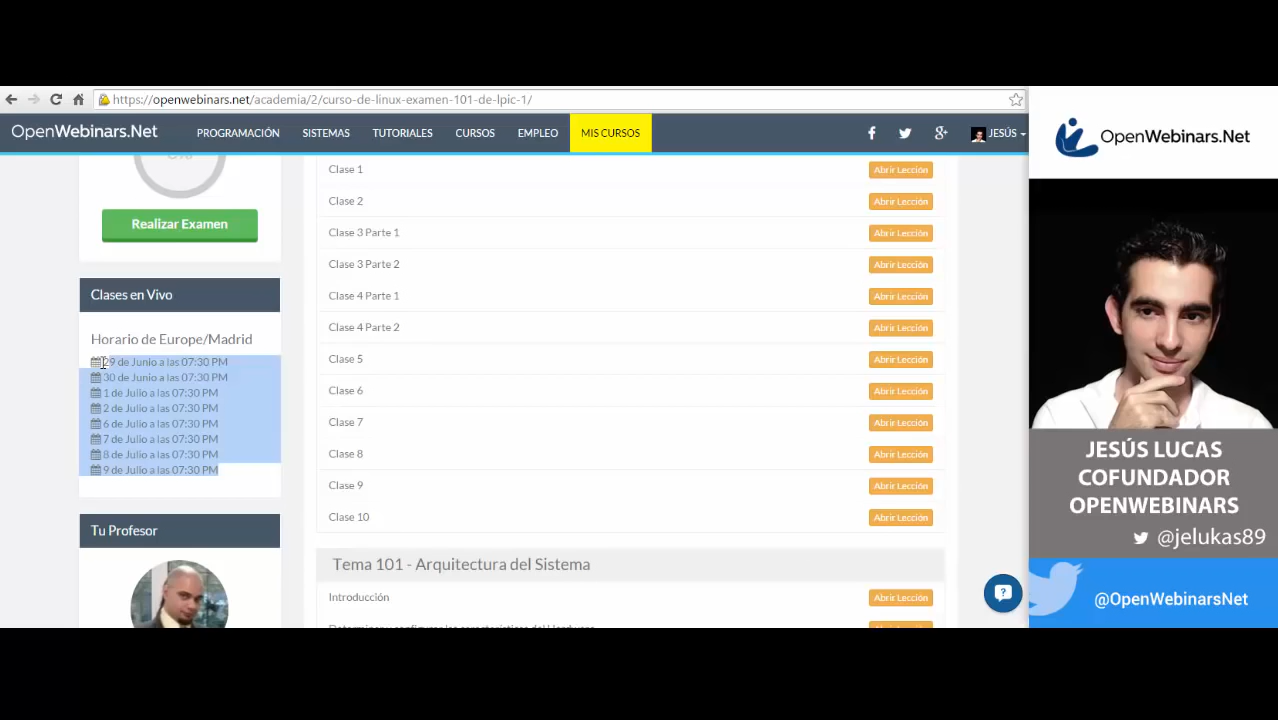 https://openwebinars.net/academia/2/curso-de-linux-examen-101-de-lpic-1/
OpenWebinars.Net
PROGRAMACIÓN
SISTEMAS
TUTORIALES
CURSOS
EMPLEO
MIS CURSOS
JESÚS
Realizar Examen
Clases en Vivo
Horario de Europe/Madrid
29 de Junio a las 07:30 PM
30 de Junio a las 07:30 PM
1 de Julio a las 07:30 PM
2 de Julio a las 07:30 PM
6 de Julio a las 07:30 PM
7 de Julio a las 07:30 PM
8 de Julio a las 07:30 PM
9 de Julio a las 07:30 PM
Tu Profesor
Clase 1 Abrir Lección
Clase 2 Abrir Lección
Clase 3 Parte 1 Abrir Lección
Clase 3 Parte 2 Abrir Lección
Clase 4 Parte 1 Abrir Lección
Clase 4 Parte 2 Abrir Lección
Clase 5 Abrir Lección
Clase 6 Abrir Lección
Clase 7 Abrir Lección
Clase 8 Abrir Lección
Clase 9 Abrir Lección
Clase 10 Abrir Lección
Tema 101 - Arquitectura del Sistema
Introducción Abrir Lección
OpenWebinars.Net
JESÚS LUCAS
COFUNDADOR
OPENWEBINARS
@jelukas89
@OpenWebinarsNet